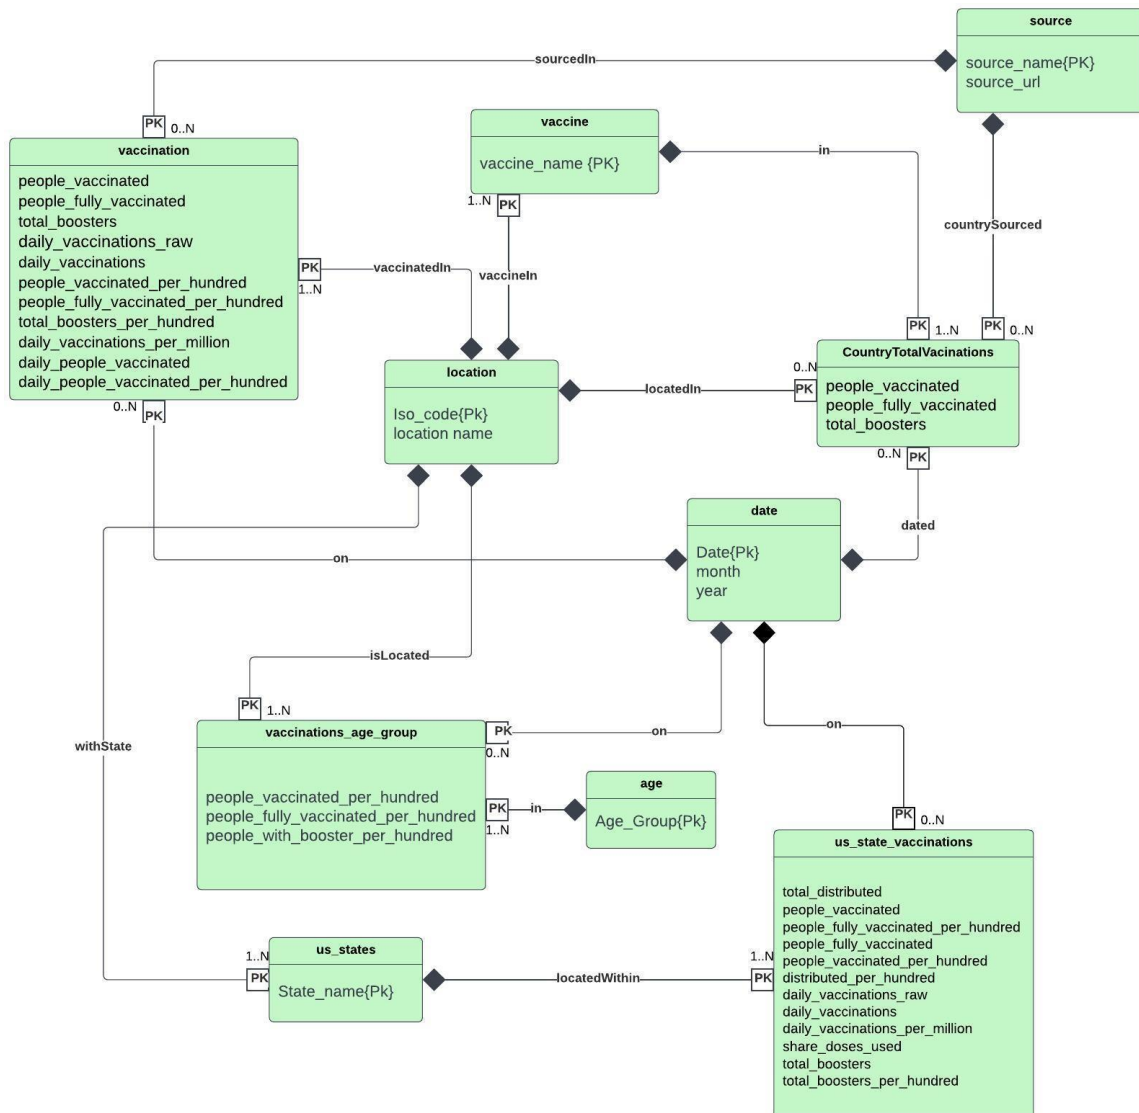 source
source_name{PK}
source_url
sourcedIn
PK
0..N
vaccination
people_vaccinated
people_fully_vaccinated
total_boosters
daily_vaccinations_raw
daily_vaccinations
people_vaccinated_per_hundred
people_fully_vaccinated_per_hundred
total_boosters_per_hundred
daily_vaccinations_per_million
daily_people_vaccinated
daily_people_vaccinated_per_hundred
vaccine
vaccine_name {PK}
in
countrySourced
1..N
PK
vaccineIn
PK
vaccinatedIn
1..N
PK
1..N
PK
0..N
location
Iso_code{Pk}
location name
locatedIn
0..N
PK
CountryTotalVacinations
people_vaccinated
people_fully_vaccinated
total_boosters
0..N
PK
0..N
PK
dated
date
Date{Pk}
month
year
on
isLocated
PK
1..N
vaccinations_age_group
people_vaccinated_per_hundred
people_fully_vaccinated_per_hundred
people_with_booster_per_hundred
PK
0..N
on
on
withState
PK
1..N
in
age
Age_Group{Pk}
PK
0..N
us_state_vaccinations
total_distributed
people_vaccinated
people_fully_vaccinated_per_hundred
people_fully_vaccinated
people_vaccinated_per_hundred
distributed_per_hundred
daily_vaccinations_raw
daily_vaccinations
daily_vaccinations_per_million
share_doses_used
total_boosters
total_boosters_per_hundred
1..N
PK
us_states
State_name{Pk}
locatedWithin
1..N
PK